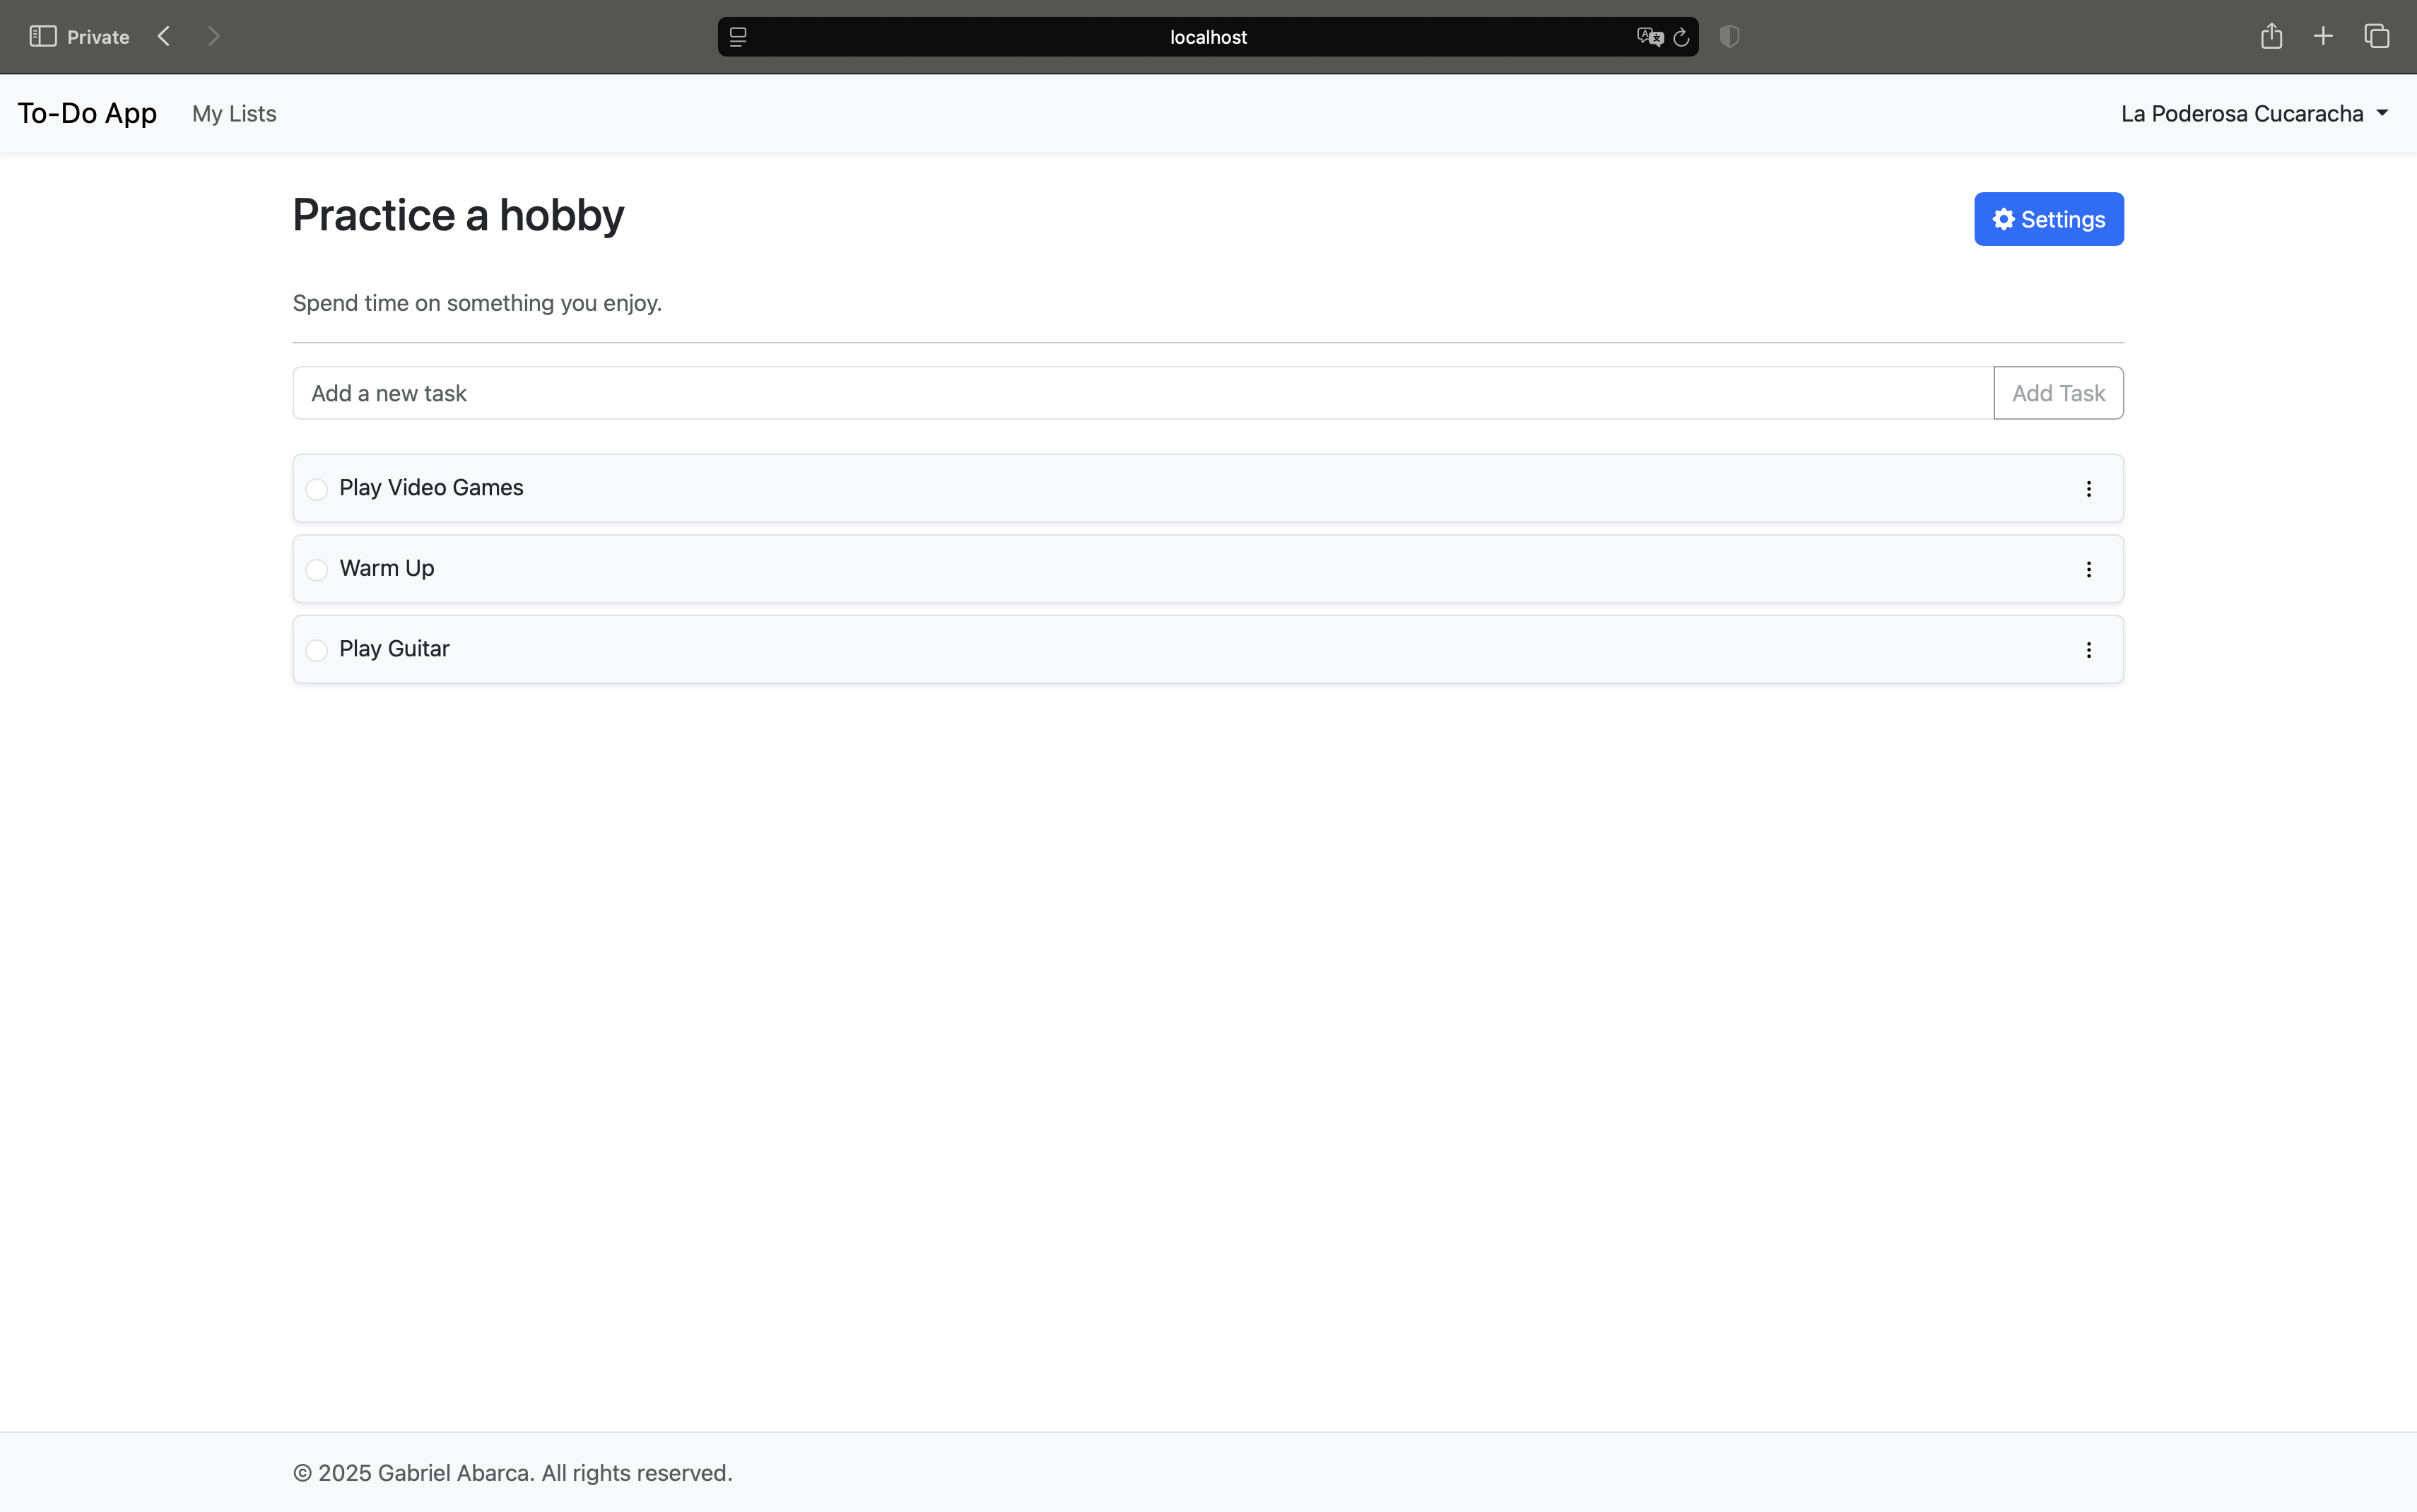 Private
localhost
To-Do App
My Lists
La Poderosa Cucaracha
Practice a hobby
Settings
Spend time on something you enjoy.
Add a new task
Add Task
Play Video Games
Warm Up
Play Guitar
© 2025 Gabriel Abarca. All rights reserved.